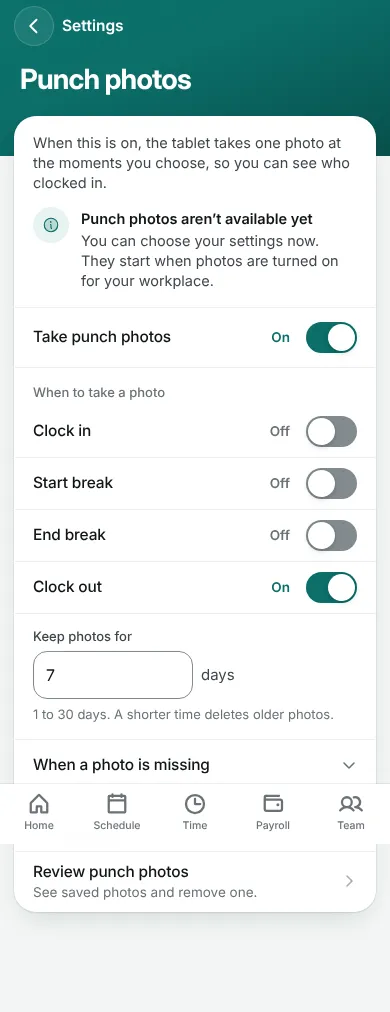 Settings
Punch photos
When this is on, the tablet takes one photo at
the moments you choose, so you can see who
clocked in.
Punch photos aren’t available yet
You can choose your settings now.
They start when photos are turned on
for your workplace.
Take punch photos On
When to take a photo
Clock in Off
Start break Off
End break Off
Clock out On
Keep photos for
7 days
1 to 30 days. A shorter time deletes older photos.
When a photo is missing
Home Schedule Time Payroll Team
Review punch photos
See saved photos and remove one.